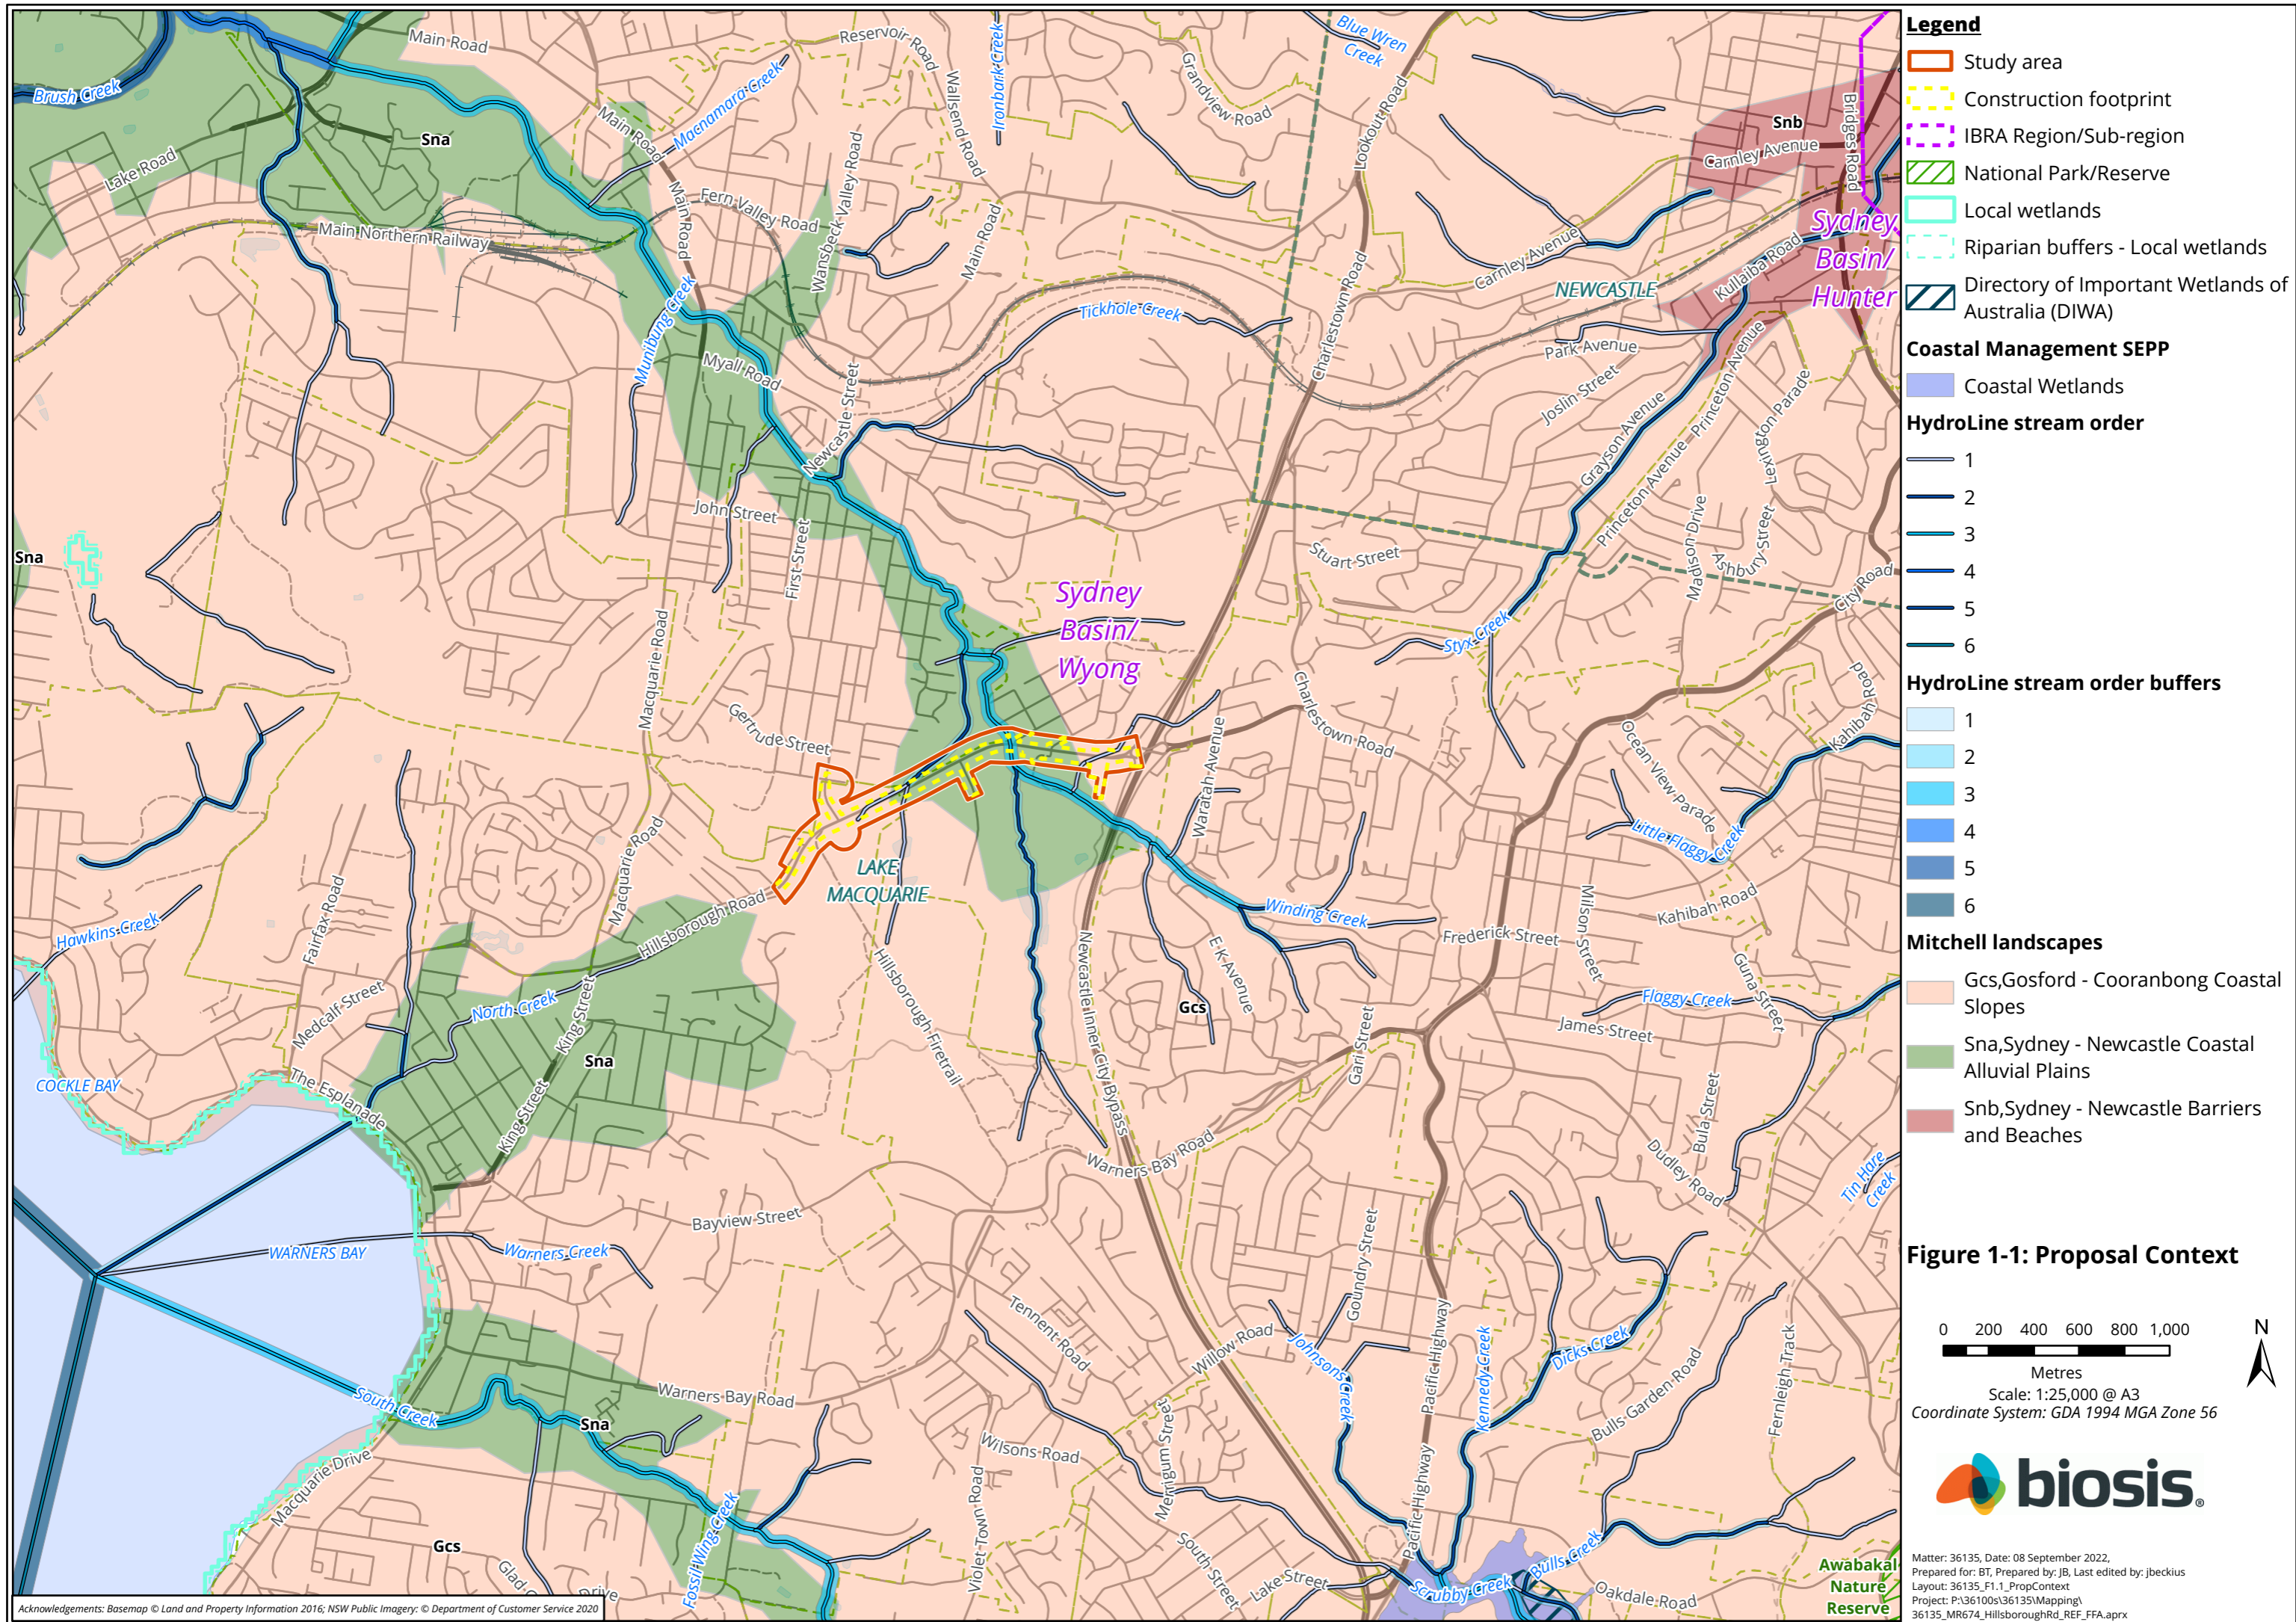 Main Road
Reservoir Road
Ironbark Creek
Blue Wren
Creek
Brush Creek
Macnamara Creek
Wallsend Road
Grandview Road
Lookout Road
Main Road
Sna
Snb
Bridges Road
Carnley Avenue
Lake Road
Fern Valley Road
Wansbeck Valley Road
Main Road
Main Road
Main Northern Railway
Sydney
Basin/
Hunter
Carnley Avenue
Kullaiba Road
NEWCASTLE
Munibung Creek
Tickhole Creek
Charlestown Road
Park Avenue
Myall Road
Newcastle Street
Joslin Street
Grayson Avenue
Princeton Avenue
Princeton Avenue
Lexington Parade
John Street
First Street
Madison Drive
Ashbury Street
Sna
Stuart Street
City Road
Sydney
Basin/
Wyong
Styx Creek
Macquarie Road
Gertrude Street
Charlestown Road
Waratah Avenue
Ocean View Parade
Kahibah Road
Little Flaggy Creek
Macquarie Road
LAKE
MACQUARIE
Hawkins Creek
Fairfax Road
Hillsborough Road
Winding Creek
Frederick Street
Millson Street
Kahibah Road
Hillsborough Firetrail
Newcastle Inner City Bypass
E K Avenue
Gcs
Guna Street
Flaggy Creek
James Street
Medcalf Street
North Creek
King Street
Sna
Garl Street
COCKLE BAY
The Esplanade
King Street
Bula Street
Warners Bay Road
Dudley Road
Tin Hare
Creek
Bayview Street
WARNERS BAY
Warners Creek
Goundry Street
Tennent Road
Willow Road
Johnsons Creek
Pacific Highway
Kennedy Creek
Dicks Creek
Bulls Garden Road
Fernleigh Track
South Creek
Warners Bay Road
Sna
Wilsons Road
Merrigum Street
Macquarie Drive
Violet Town Road
Pacific Highway
Gcs
Fossil Wing Creek
South Street
Lake Street
Scrubby Creek
Bulls Creek
Oakdale Road
Awabakal
Nature
Reserve
Drive
Acknowledgements: Basemap © Land and Property Information 2016; NSW Public Imagery: © Department of Customer Service 2020
Legend
Study area
Construction footprint
IBRA Region/Sub-region
National Park/Reserve
Local wetlands
Riparian buffers - Local wetlands
Directory of Important Wetlands of
Australia (DIWA)
Coastal Management SEPP
Coastal Wetlands
HydroLine stream order
1
2
3
4
5
6
HydroLine stream order buffers
1
2
3
4
5
6
Mitchell landscapes
Gcs,Gosford - Cooranbong Coastal
Slopes
Sna,Sydney - Newcastle Coastal
Alluvial Plains
Snb,Sydney - Newcastle Barriers
and Beaches
Figure 1-1: Proposal Context
0 200 400 600 800 1,000
N
Metres
Scale: 1:25,000 @ A3
Coordinate System: GDA 1994 MGA Zone 56
biosis®
Matter: 36135, Date: 08 September 2022,
Prepared for: BT, Prepared by: JB, Last edited by: jbeckius
Layout: 36135_F1.1_PropContext
Project: P:\36100s\36135\Mapping\
36135_MR674_HillsboroughRd_REF_FFA.aprx